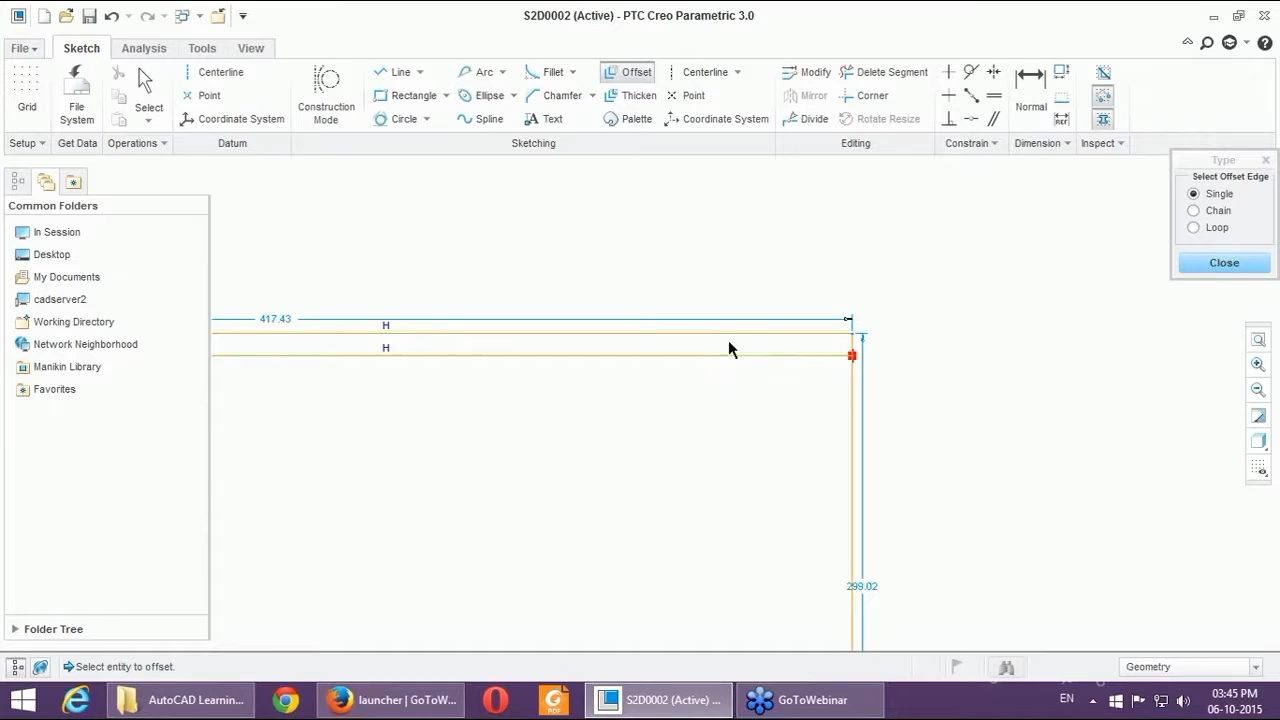 S2D0002 (Active) - PTC Creo Parametric 3.0
File Sketch Analysis Tools View
Grid
File System
Select
Centerline
Point
Coordinate System
Construction Mode
Line Arc Fillet Offset Centerline
Rectangle Ellipse Chamfer Thicken Point
Circle Spline Text Palette Coordinate System
Modify Delete Segment
Mirror Corner
Divide Rotate Resize
Normal
REF
Setup Get Data Operations Datum Sketching Editing Constrain Dimension Inspect
Type
Select Offset Edge
Single
Chain
Loop
Close
Common Folders
In Session
Desktop
My Documents
cadserver2
Working Directory
Network Neighborhood
Manikin Library
Favorites
417.43
H
H
299.02
Folder Tree
Select entity to offset.
Geometry
AutoCAD Learnin...
launcher | GoToW...
PDF
S2D0002 (Active) ...
GoToWebinar
EN
03:45 PM
06-10-2015